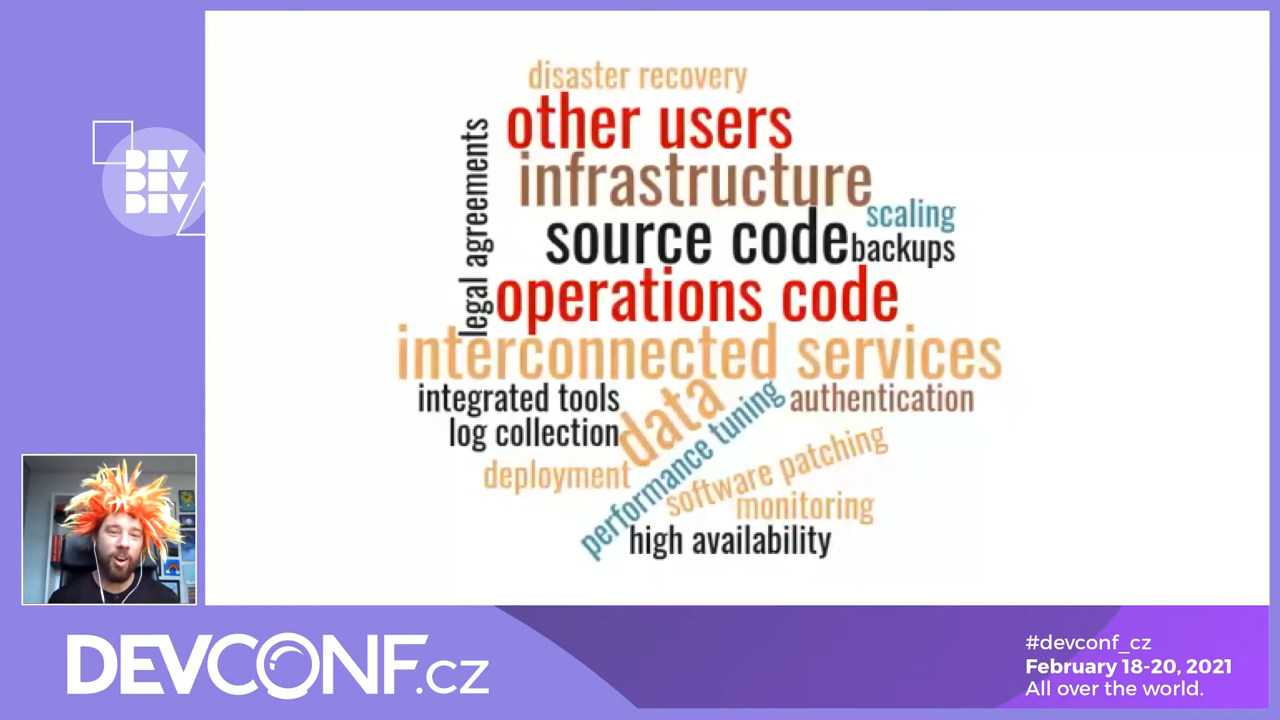 disaster recovery
other users
legal agreements
infrastructure
scaling
source code
backups
operations code
interconnected services
integrated tools
data
authentication
log collection
performance tuning
deployment
software patching
monitoring
high availability
DEV
DEV
DEV
DEVCONF.cz
#devconf_cz
February 18-20, 2021
All over the world.